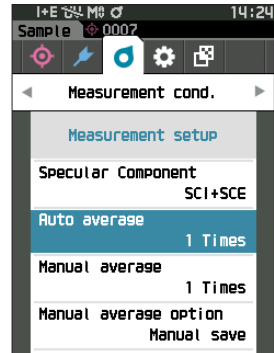 I+E M0 14:24
Sample 0007
Measurement cond.
Measurement setup
Specular Component
SCI+SCE
Auto average
1 Times
Manual average
1 Times
Manual average option
Manual save